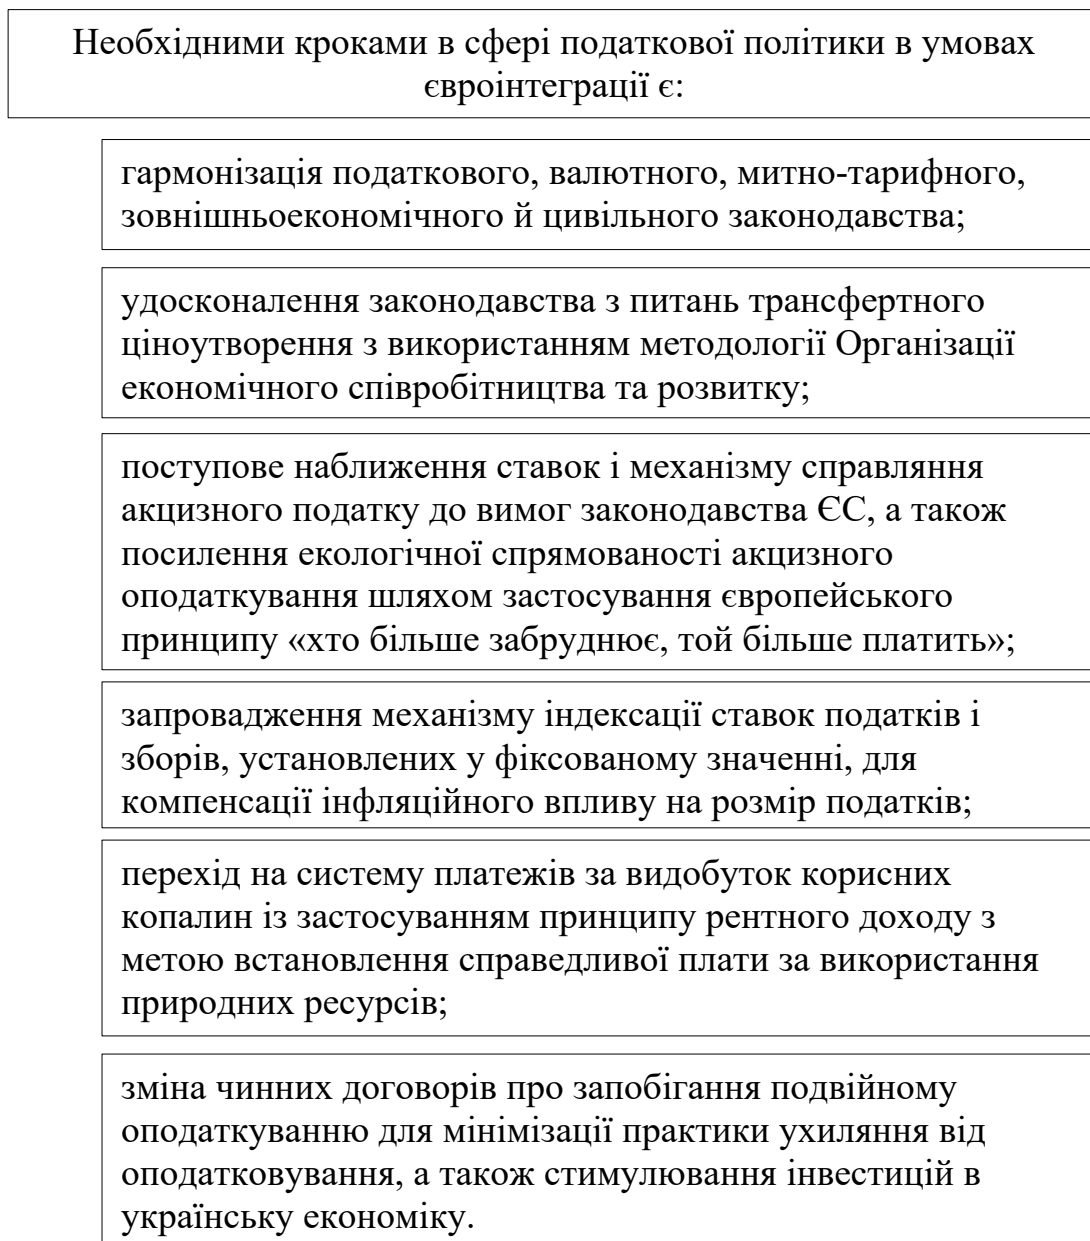 Необхідними кроками в сфері податкової політики в умовах
євроінтеграції є:
гармонізація податкового, валютного, митно-тарифного,
зовнішньоекономічного й цивільного законодавства;
удосконалення законодавства з питань трансфертного
ціноутворення з використанням методології Організації
економічного співробітництва та розвитку;
поступове наближення ставок і механізму справляння
акцизного податку до вимог законодавства ЄС, а також
посилення екологічної спрямованості акцизного
оподаткування шляхом застосування європейського
принципу «хто більше забруднює, той більше платить»;
запровадження механізму індексації ставок податків і
зборів, установлених у фіксованому значенні, для
компенсації інфляційного впливу на розмір податків;
перехід на систему платежів за видобуток корисних
копалин із застосуванням принципу рентного доходу з
метою встановлення справедливої плати за використання
природних ресурсів;
зміна чинних договорів про запобігання подвійному
оподаткуванню для мінімізації практики ухиляння від
оподатковування, а також стимулювання інвестицій в
українську економіку.